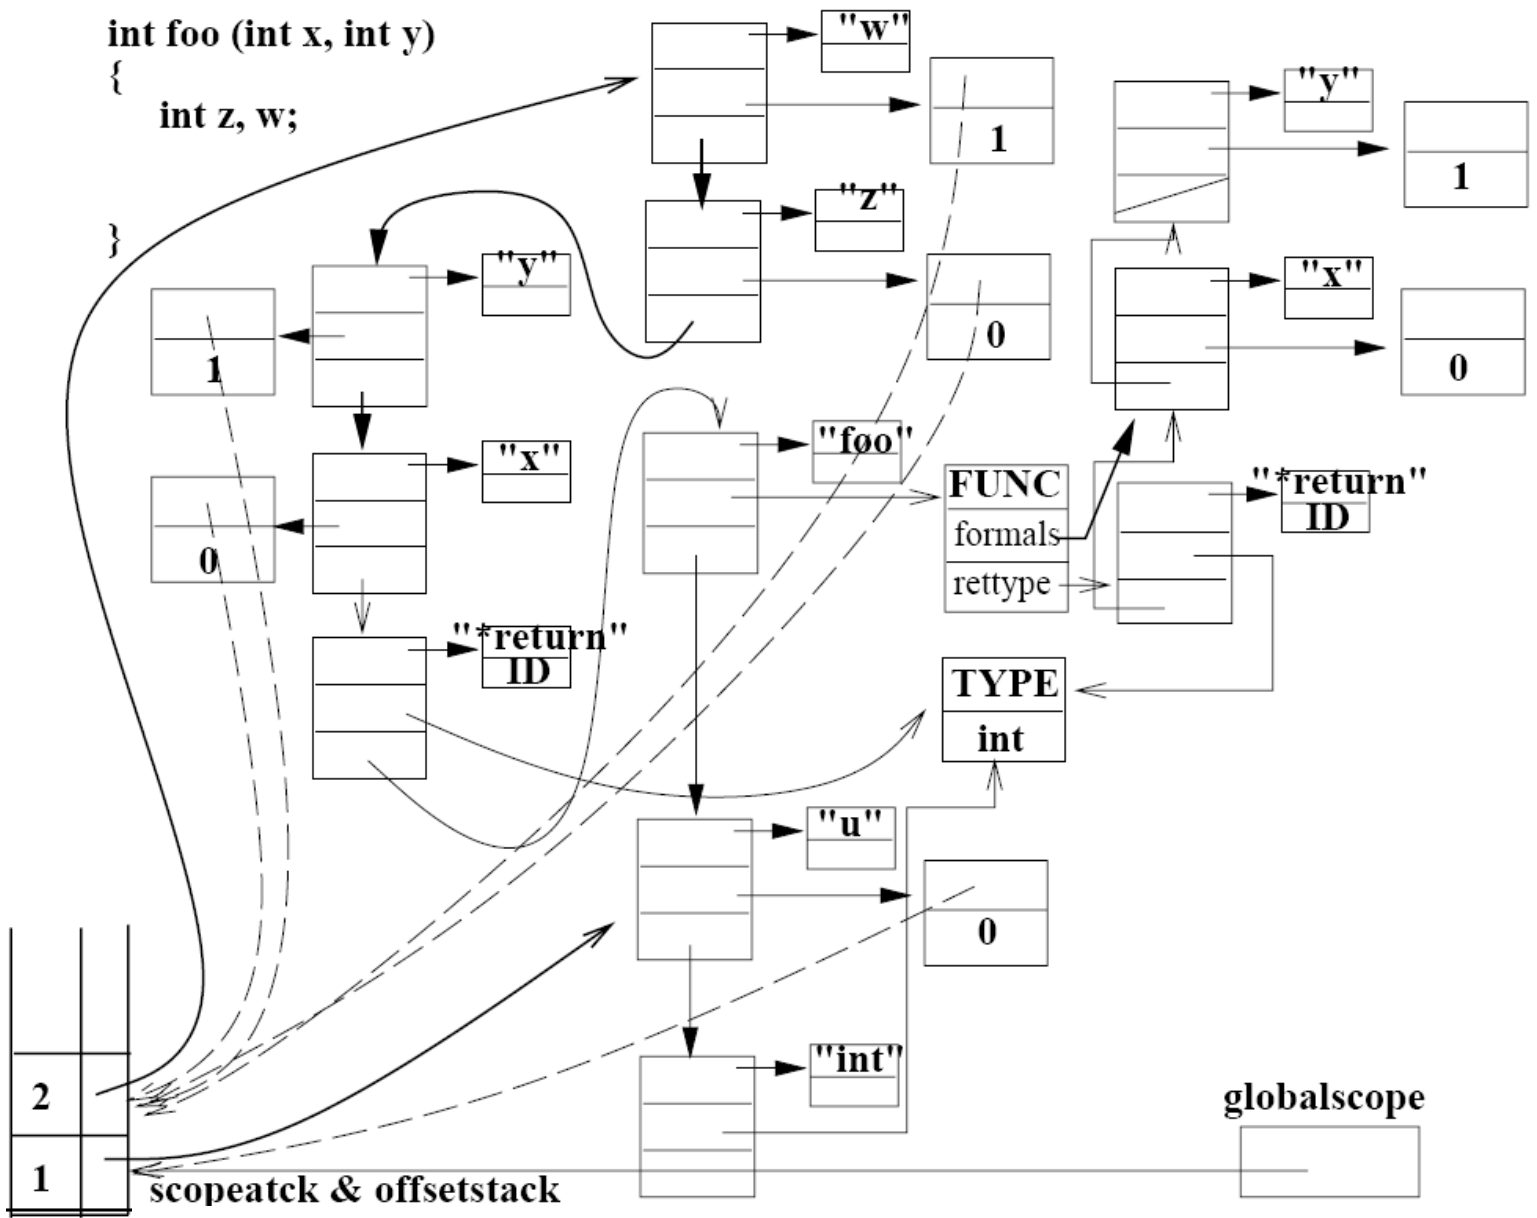 int foo (int x, int y)
{
int z, w;
}
"w"
1
"z"
0
"y"
1
"x"
0
"y"
1
"x"
0
"*return"
ID
"foo"
FUNC
formals
rettype
"*return"
ID
TYPE
int
"u"
0
"int"
2
1
scopeatck & offsetstack
globalscope